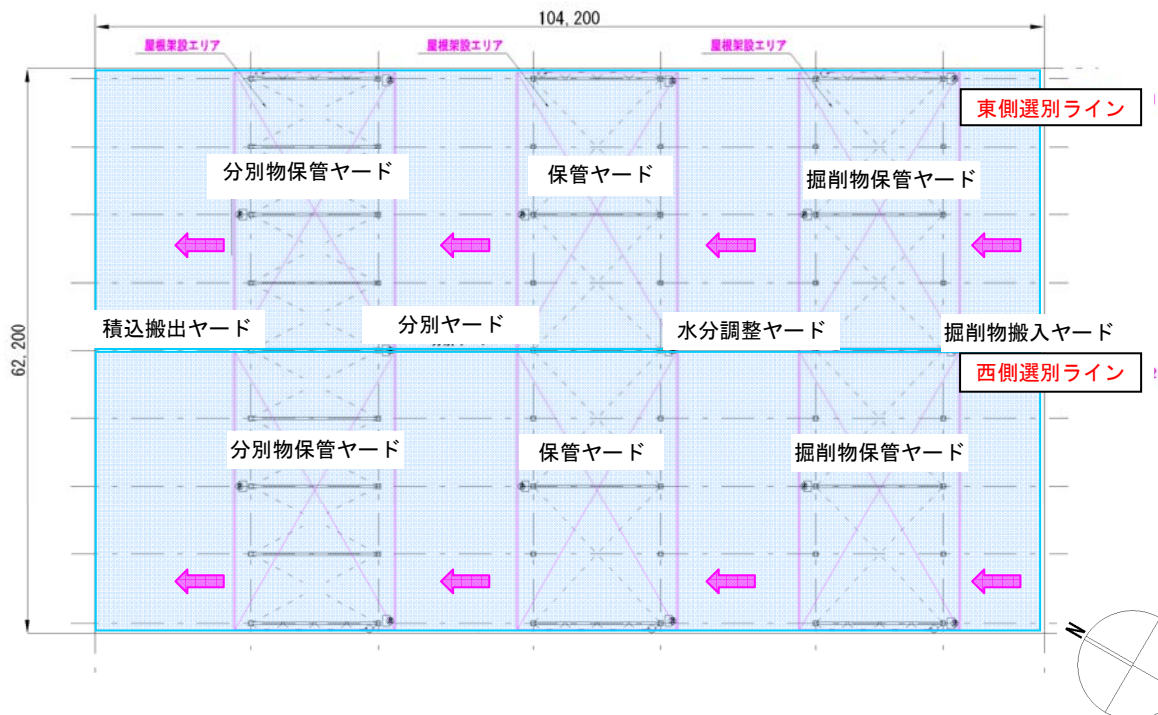 104,200
屋根架設エリア
屋根架設エリア
屋根架設エリア
東側選別ライン
分別物保管ヤード
保管ヤード
掘削物保管ヤード
62,200
積込搬出ヤード
分別ヤード
水分調整ヤード
掘削物搬入ヤード
西側選別ライン
分別物保管ヤード
保管ヤード
掘削物保管ヤード
N